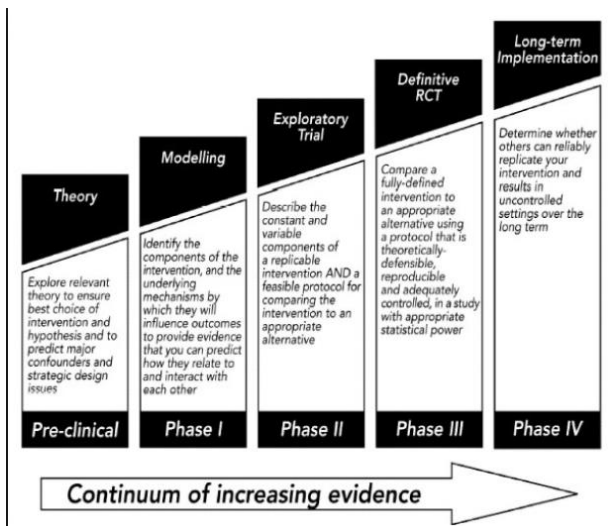 Theory
Explore relevant
theory to ensure
best choice of
intervention and
hypothesis and to
predict major
confounders and
strategic design
issues
Pre-clinical
Modelling
Identify the
components of the
intervention, and the
underlying
mechanisms by
which they will
influence outcomes
to provide evidence
that you can predict
how they relate to
and interact with
each other
Phase I
Exploratory
Trial
Describe the
constant and
variable
components of
a replicable
intervention AND a
feasible protocol for
comparing the
intervention to an
appropriate
alternative
Phase II
Definitive
RCT
Compare a
fully-defined
intervention to
an appropriate
alternative using
a protocol that is
theoretically-
defensible,
reproducible
and adequately
controlled, in a study
with appropriate
statistical power
Phase III
Long-term
Implementation
Determine whether
others can reliably
replicate your
intervention and
results in
uncontrolled
settings over the
long term
Phase IV
Continuum of increasing evidence